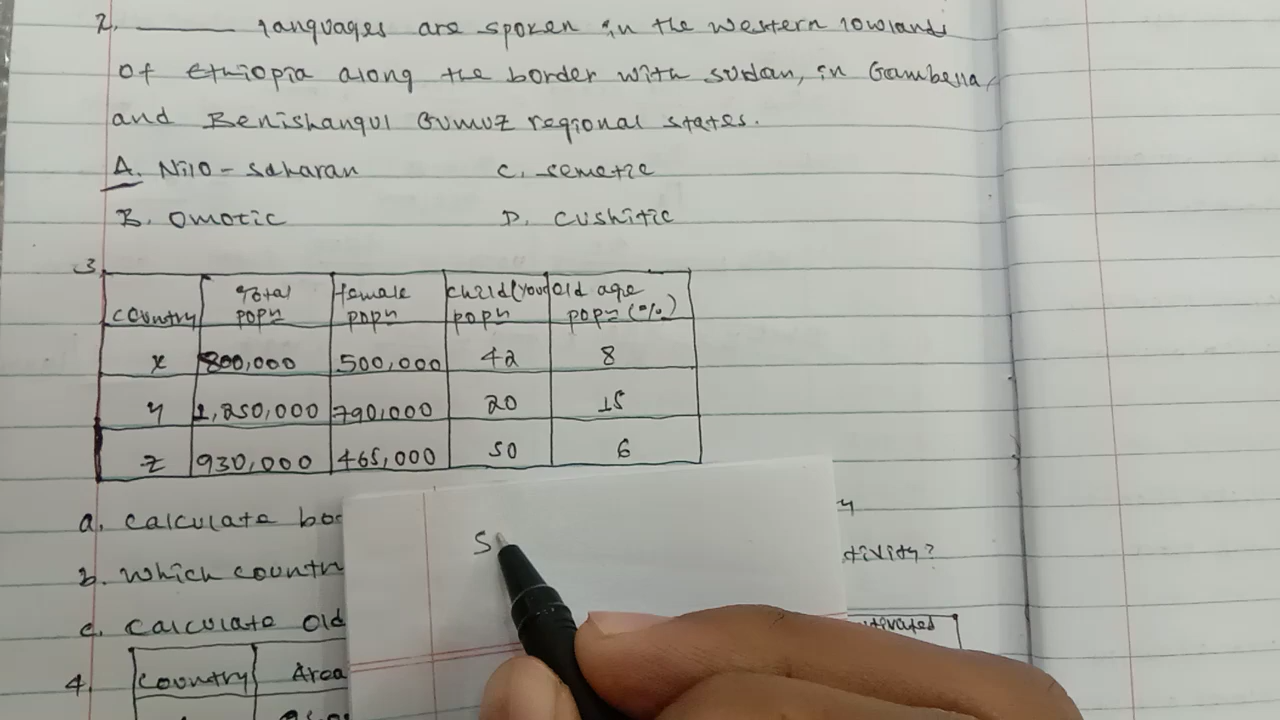 2. ______ languages are spoken in the western lowlands
of ethiopia along the border with sudan, in Gambella,
and Benishangul Gumuz regional states.
A. Nilo - saharan C. semetic
B. Omotic D. cushitic
3.
country Total popn female popn child (young popn old age popn (%)
x 800,000 500,000 42 8
y 1,250,000 790,000 20 15
z 930,000 465,000 50 6
a. calculate y
b. which countr tivity?
c. calculate old
S
4. country Area tivated